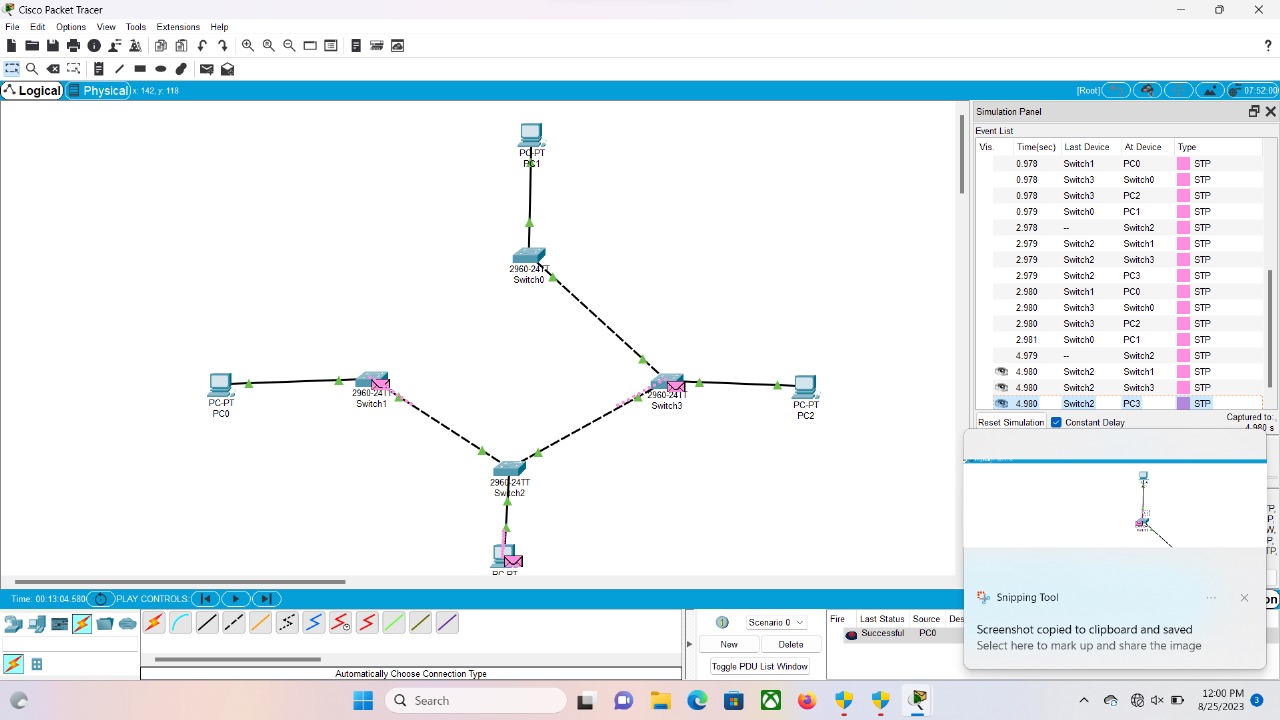 Cisco Packet Tracer
File Edit Options View Tools Extensions Help
Logical Physical x: 142, y: 118 [Root] 07:52:00
PC-PT
PC1
2960-24TT
Switch0
PC-PT
PC0
2960-24TT
Switch1
2960-24TT
Switch3
PC-PT
PC2
2960-24TT
Switch2
PC-PT
Simulation Panel
Event List
Vis. Time(sec) Last Device At Device Type
0.978 Switch1 PC0 STP
0.978 Switch3 Switch0 STP
0.978 Switch3 PC2 STP
0.979 Switch0 PC1 STP
2.978 -- Switch2 STP
2.979 Switch2 Switch1 STP
2.979 Switch2 Switch3 STP
2.979 Switch2 PC3 STP
2.980 Switch1 PC0 STP
2.980 Switch3 Switch0 STP
2.980 Switch3 PC2 STP
2.981 Switch0 PC1 STP
4.979 -- Switch2 STP
4.980 Switch2 Switch1 STP
4.980 Switch2 Switch3 STP
4.980 Switch2 PC3 STP
Reset Simulation Constant Delay Captured to:
4.980 s
Snipping Tool
Screenshot copied to clipboard and saved
Select here to mark up and share the image
Time: 00:13:04.580 PLAY CONTROLS:
Scenario 0
New Delete
Toggle PDU List Window
Fire Last Status Source Des
Successful PC0
Automatically Choose Connection Type
Search
12:00 PM
8/25/2023
3